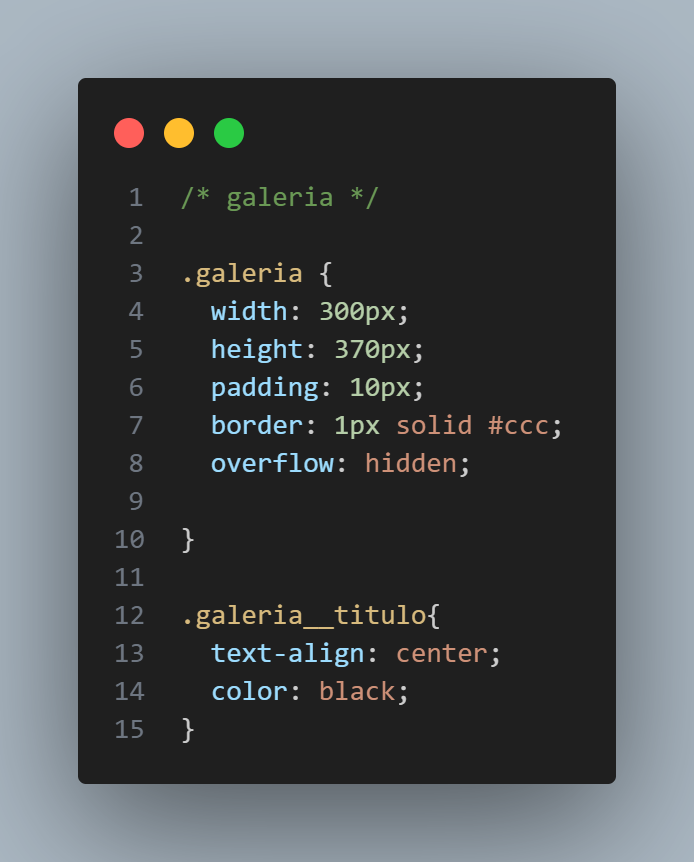 1 /* galeria */
2
3 .galeria {
4   width: 300px;
5   height: 370px;
6   padding: 10px;
7   border: 1px solid #ccc;
8   overflow: hidden;
9
10 }
11
12 .galeria__titulo{
13   text-align: center;
14   color: black;
15 }